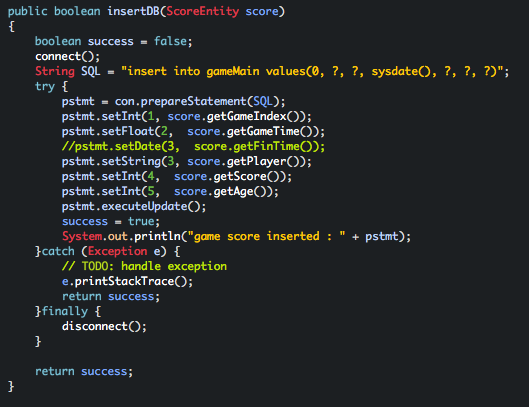 public boolean insertDB(ScoreEntity score)
{
    boolean success = false;
    connect();
    String SQL = "insert into gameMain values(0, ?, ?, sysdate(), ?, ?, ?)";
    try {
        pstmt = con.prepareStatement(SQL);
        pstmt.setInt(1, score.getGameIndex());
        pstmt.setFloat(2,  score.getGameTime());
        //pstmt.setDate(3,  score.getFinTime());
        pstmt.setString(3, score.getPlayer());
        pstmt.setInt(4,  score.getScore());
        pstmt.setInt(5,  score.getAge());
        pstmt.executeUpdate();
        success = true;
        System.out.println("game score inserted : " + pstmt);
    }catch (Exception e) {
        // TODO: handle exception
        e.printStackTrace();
        return success;
    }finally {
        disconnect();
    }

    return success;
}